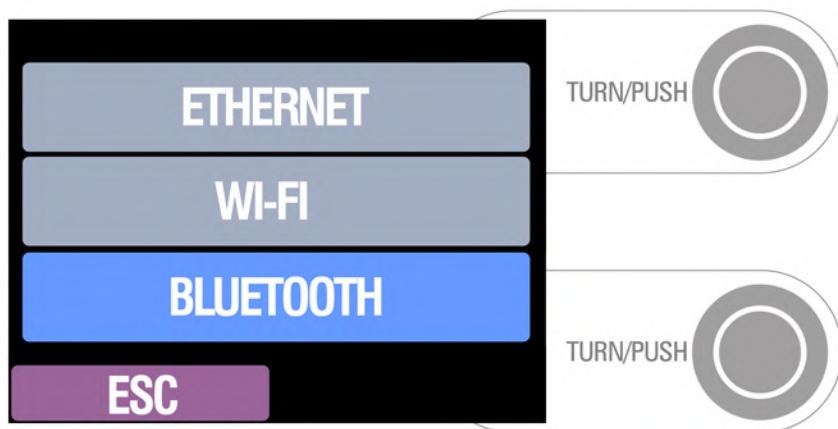 ETHERNET
TURN/PUSH
WI-FI
BLUETOOTH
TURN/PUSH
ESC